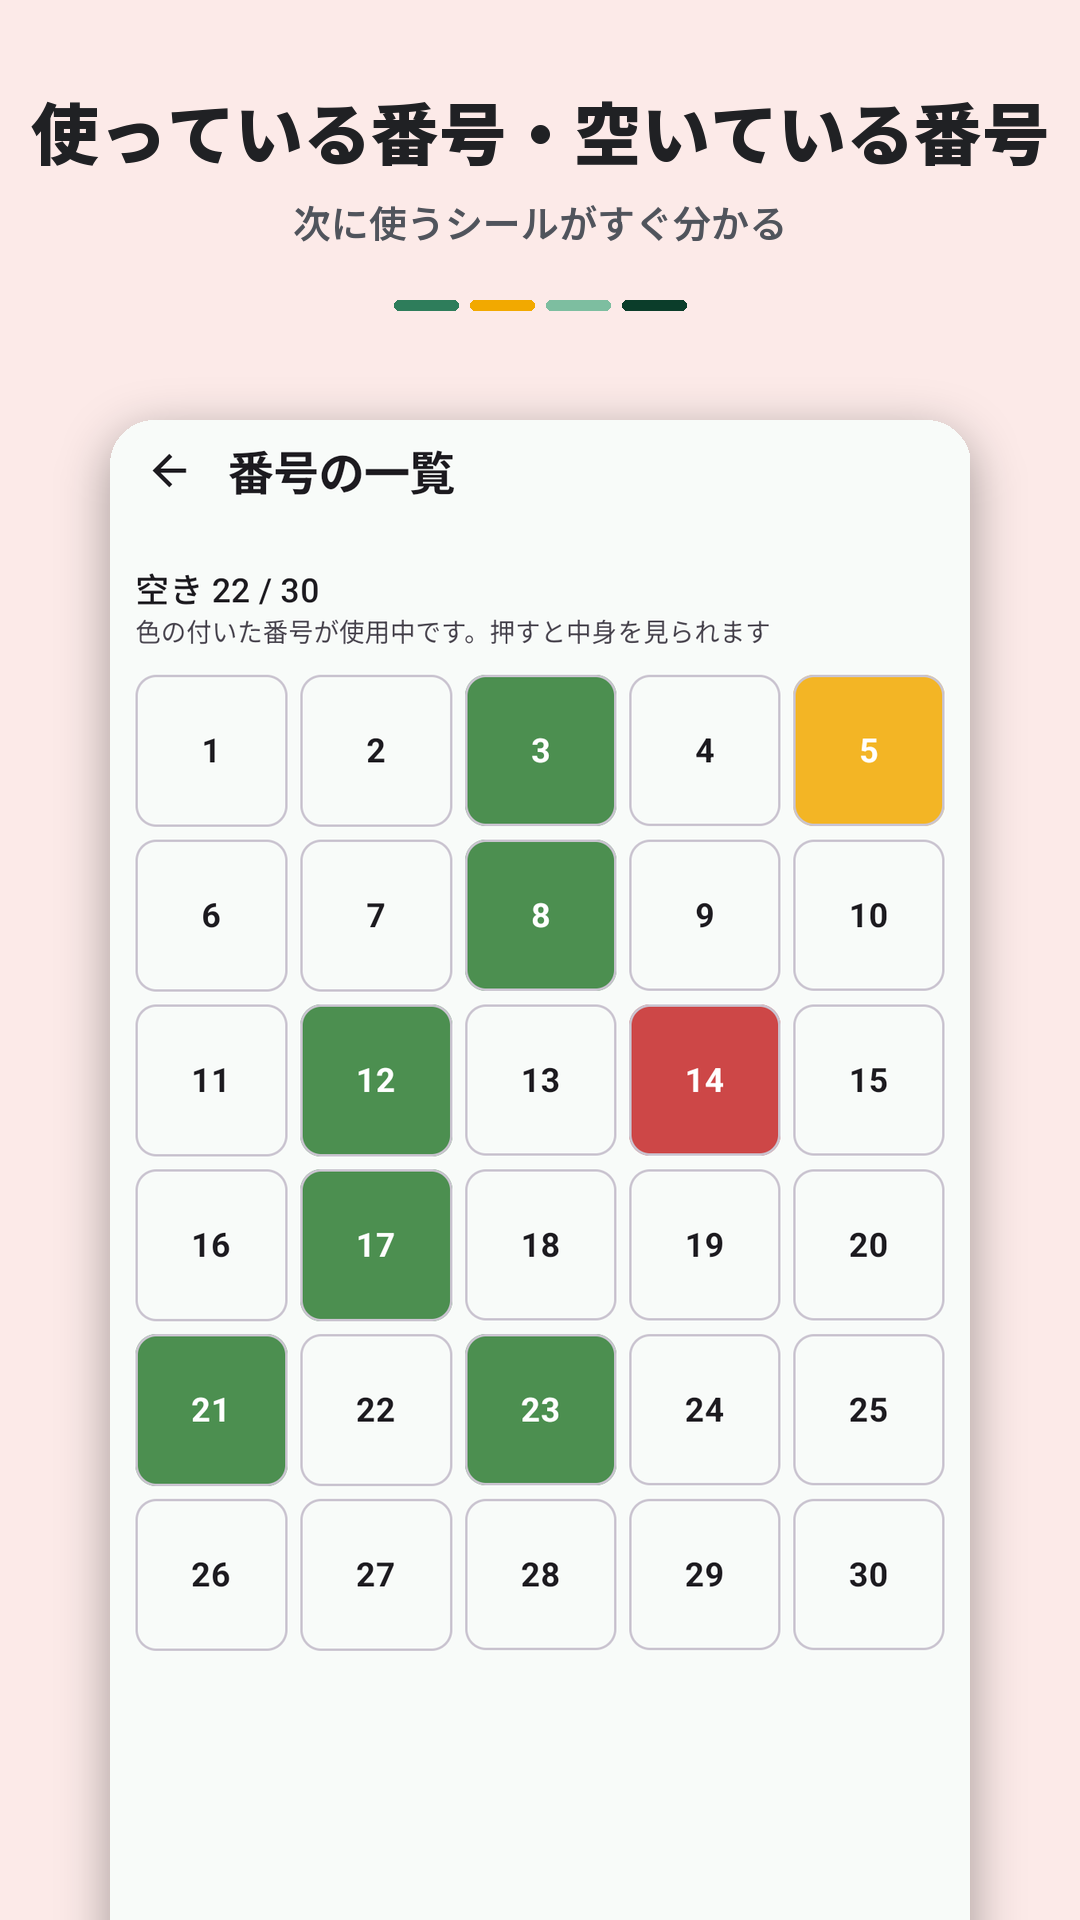 使っている番号・空いている番号
次に使うシールがすぐ分かる
番号の一覧
空き 22 / 30
色の付いた番号が使用中です。押すと中身を見られます
1 2 3 4 5
6 7 8 9 10
11 12 13 14 15
16 17 18 19 20
21 22 23 24 25
26 27 28 29 30